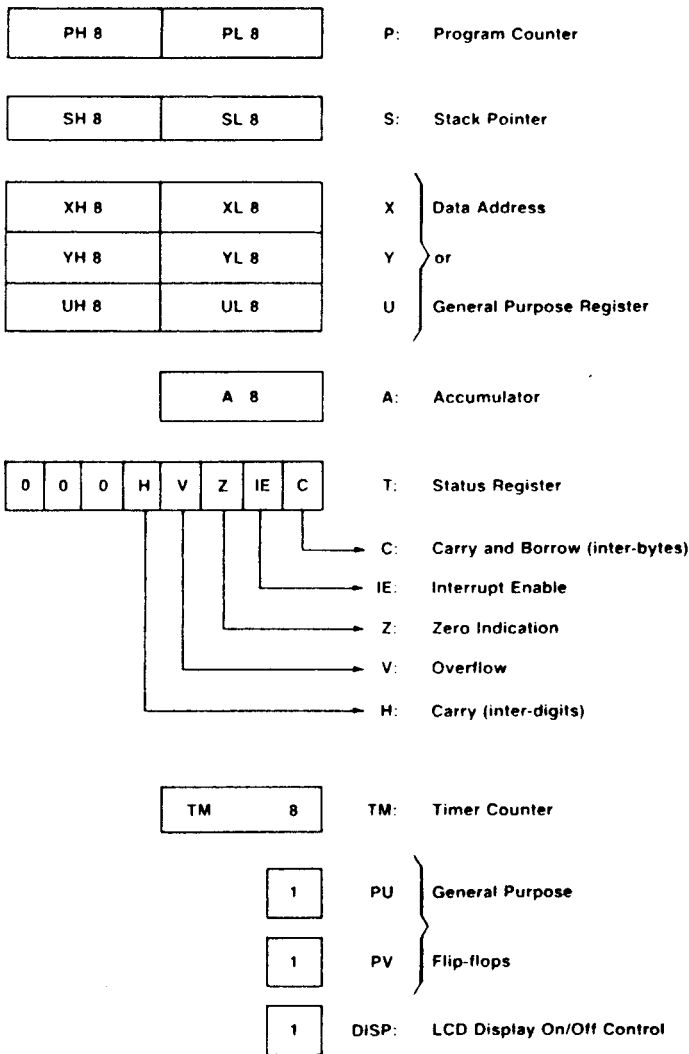 PH 8 PL 8 P: Program Counter
SH 8 SL 8 S: Stack Pointer
XH 8 XL 8 X Data Address
YH 8 YL 8 Y or
UH 8 UL 8 U General Purpose Register
A 8 A: Accumulator
0 0 0 H V Z IE C T: Status Register
C: Carry and Borrow (inter-bytes)
IE: Interrupt Enable
Z: Zero Indication
V: Overflow
H: Carry (inter-digits)
TM 8 TM: Timer Counter
1 PU General Purpose
1 PV Flip-flops
1 DISP: LCD Display On/Off Control